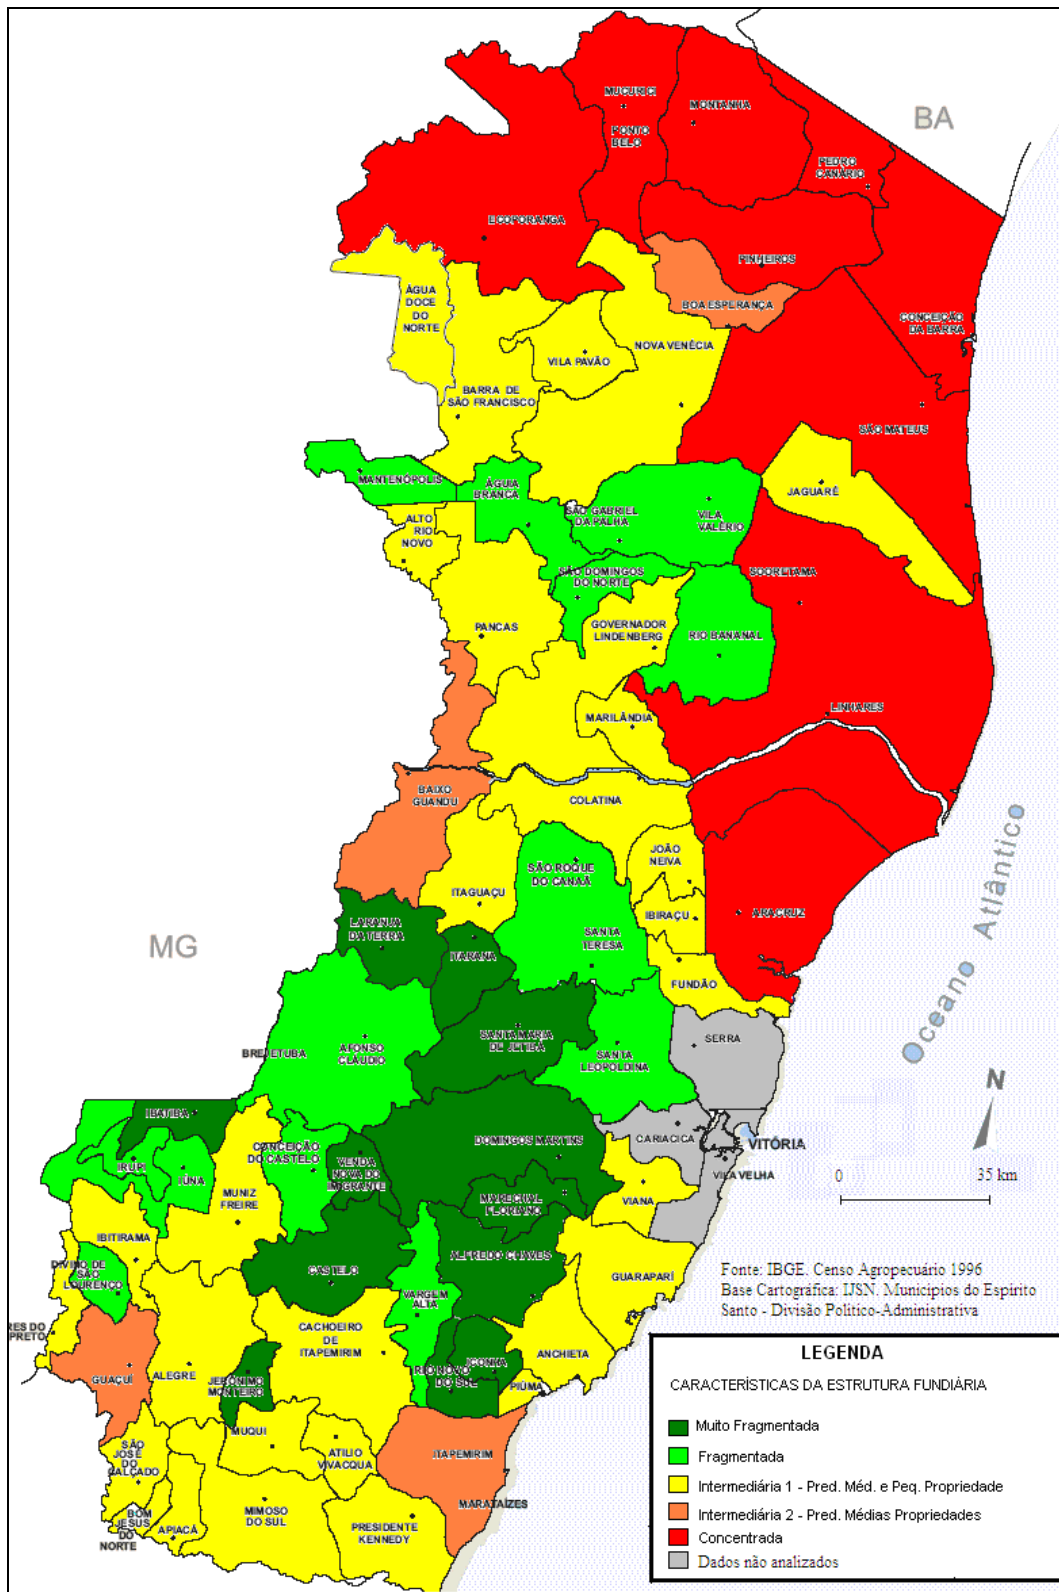 BA
MUCURICI
MONTANHA
PONTO
BELO
PEDRO
CANÁRIO
ECOPORANGA
PINHEIROS
ÁGUA
DOCE
DO
NORTE
BOA ESPERANÇA
CONCEIÇÃO
DA BARRA
VILA PAVÃO
NOVA VENÉCIA
BARRA DE
SÃO FRANCISCO
SÃO MATEUS
MANTENÓPOLIS
ÁGUIA
BRANCA
JAGUARÉ
ALTO
RIO
NOVO
SÃO GABRIEL
DA PALHA
VILA
VALÉRIO
SÃO DOMINGOS
DO NORTE
SOORETAMA
PANCAS
GOVERNADOR
LINDENBERG
RIO BANANAL
MARILÂNDIA
LINHARES
BAIXO
GUANDU
COLATINA
SÃO ROQUE
DO CANAÃ
JOÃO
NEIVA
ITAGUAÇU
IBIRAÇU
ARACRUZ
LARANJA
DA TERRA
MG
ITARANA
SANTA
TERESA
FUNDÃO
Oceano Atlântico
BREJETUBA
AFONSO
CLÁUDIO
SANTA MARIA
DE JETIBÁ
SANTA
LEOPOLDINA
SERRA
N
IBATIBA
CONCEIÇÃO
DO CASTELO
DOMINGOS MARTINS
CARIACICA
VITÓRIA
IRUPI
IÚNA
VENDA
NOVA DO
IMIGRANTE
VILA VELHA
0 35 km
MUNIZ
FREIRE
MARECHAL
FLORIANO
VIANA
IBITIRAMA
DIVINO DE
SÃO
LOURENÇO
CASTELO
ALFREDO CHAVES
GUARAPARÍ
VARGEM
ALTA
Fonte: IBGE. Censo Agropecuário 1996
Base Cartográfica: IJSN. Municípios do Espírito
Santo - Divisão Político-Administrativa
RES DO
PRETO
CACHOEIRO
DE
ITAPEMIRIM
ANCHIETA
GUAÇUÍ
ALEGRE
JERÔNIMO
MONTEIRO
RIO NOVO
DO SUL
ICONHA
PIÚMA
MUQUI
ATILIO
VIVACQUA
ITAPEMIRIM
SÃO
JOSÉ
DO
CALÇADO
MARATAÍZES
BOM
JESUS
DO
NORTE
APIACÁ
MIMOSO
DO SUL
PRESIDENTE
KENNEDY
LEGENDA
CARACTERÍSTICAS DA ESTRUTURA FUNDIÁRIA
Muito Fragmentada
Fragmentada
Intermediária 1 - Pred. Méd. e Peq. Propriedade
Intermediária 2 - Pred. Médias Propriedades
Concentrada
Dados não analizados